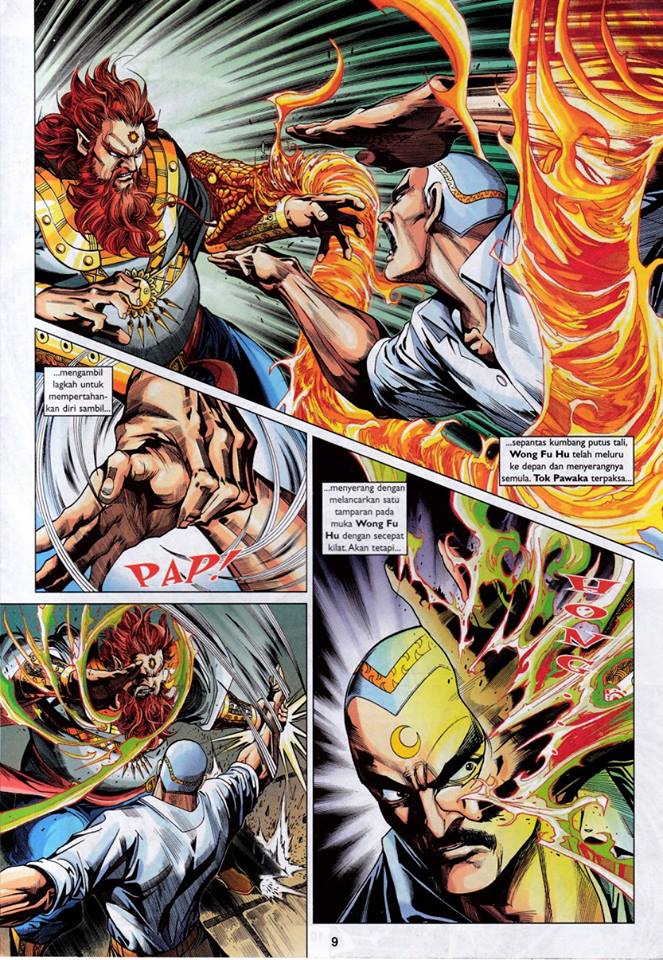 ...sepantas kumbang putus tali,
Wong Fu Hu telah meluru
ke depan dan menyerangnya
semula. Tok Pawaka terpaksa...
...mengambil
lagkah untuk
mempertahan-
kan diri sambil...
PAP!
...menyerang dengan
melancarkan satu
tamparan pada
muka Wong Fu
Hu dengan secepat
kilat. Akan tetapi...
HONG
9